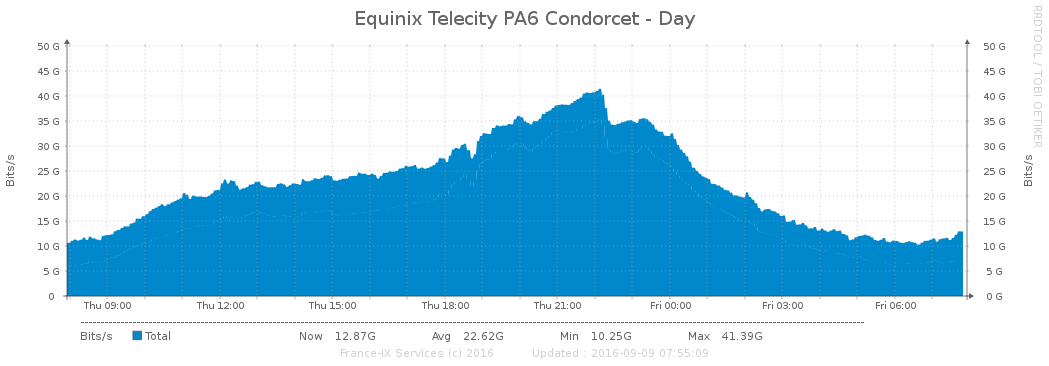 Equinix Telecity PA6 Condorcet - Day
RRDTOOL / TOBI OETIKER
Bits/s
50 G
45 G
40 G
35 G
30 G
25 G
20 G
15 G
10 G
5 G
0
50 G
45 G
40 G
35 G
30 G
25 G
20 G
15 G
10 G
5 G
0 G
Bits/s
Thu 09:00 Thu 12:00 Thu 15:00 Thu 18:00 Thu 21:00 Fri 00:00 Fri 03:00 Fri 06:00
Bits/s Total Now 12.87G Avg 22.62G Min 10.25G Max 41.39G
France-IX Services (c) 2016 Updated : 2016-09-09 07:55:09